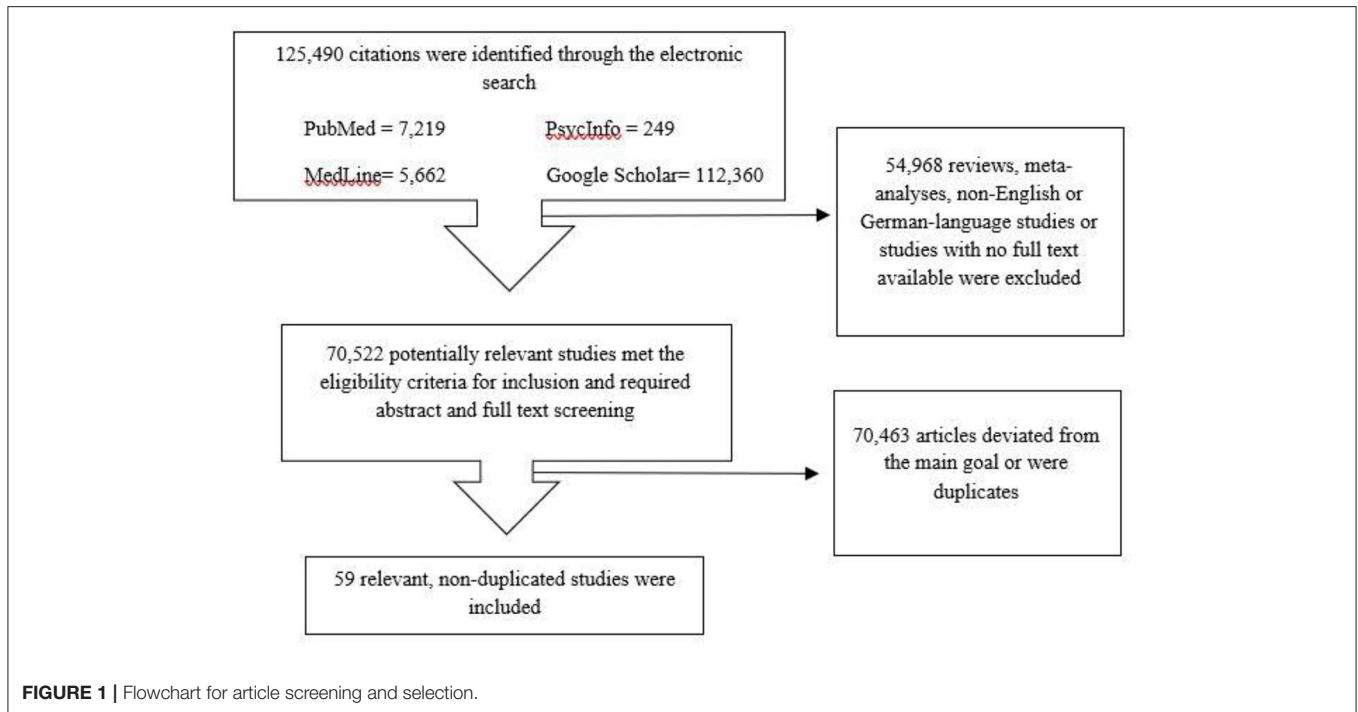 125,490 citations were identified through the electronic
search
PubMed = 7,219 PsycInfo = 249
MedLine= 5,662 Google Scholar= 112,360
54,968 reviews, meta-
analyses, non-English or
German-language studies or
studies with no full text
available were excluded
70,522 potentially relevant studies met the
eligibility criteria for inclusion and required
abstract and full text screening
70,463 articles deviated from
the main goal or were
duplicates
59 relevant, non-duplicated studies were
included
FIGURE 1 | Flowchart for article screening and selection.